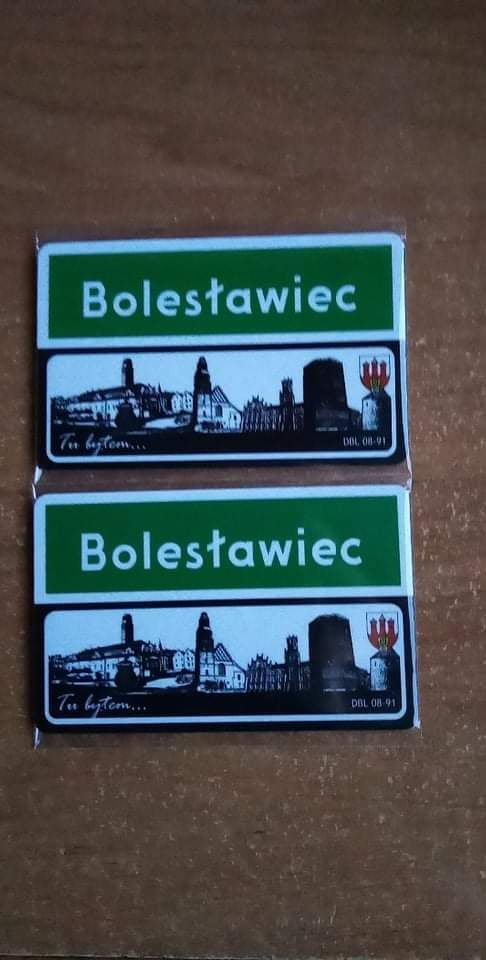 Bolesławiec
Tu byłem...
DBL 08-91
Bolesławiec
Tu byłem...
DBL 08-91